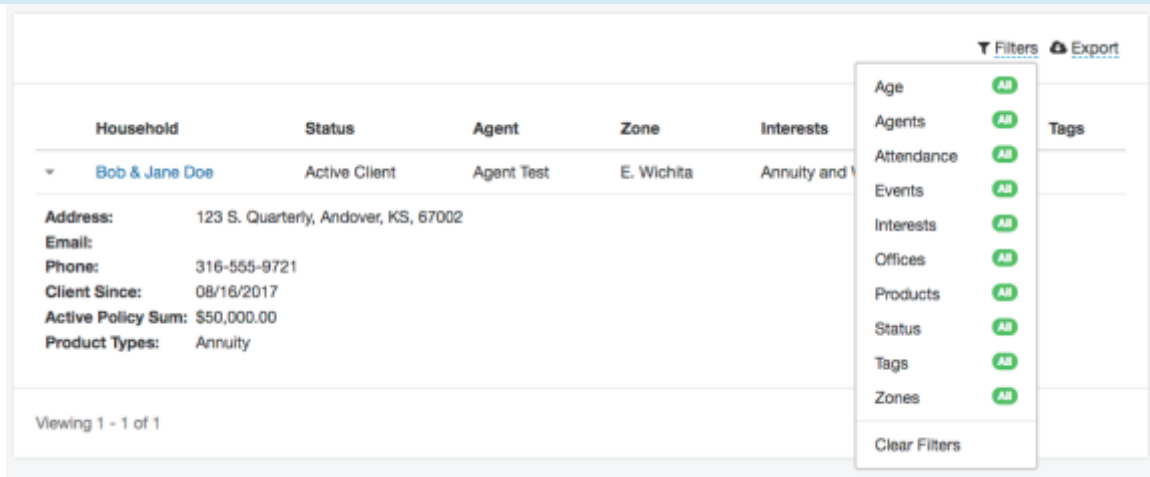 Filters Export
Household Status Agent Zone Interests Tags
Bob & Jane Doe Active Client Agent Test E. Wichita Annuity and
Address: 123 S. Quarterly, Andover, KS, 67002
Email:
Phone: 316-555-9721
Client Since: 08/16/2017
Active Policy Sum: $50,000.00
Product Types: Annuity
Age All
Agents All
Attendance All
Events All
Interests All
Offices All
Products All
Status All
Tags All
Zones All
Clear Filters
Viewing 1 - 1 of 1